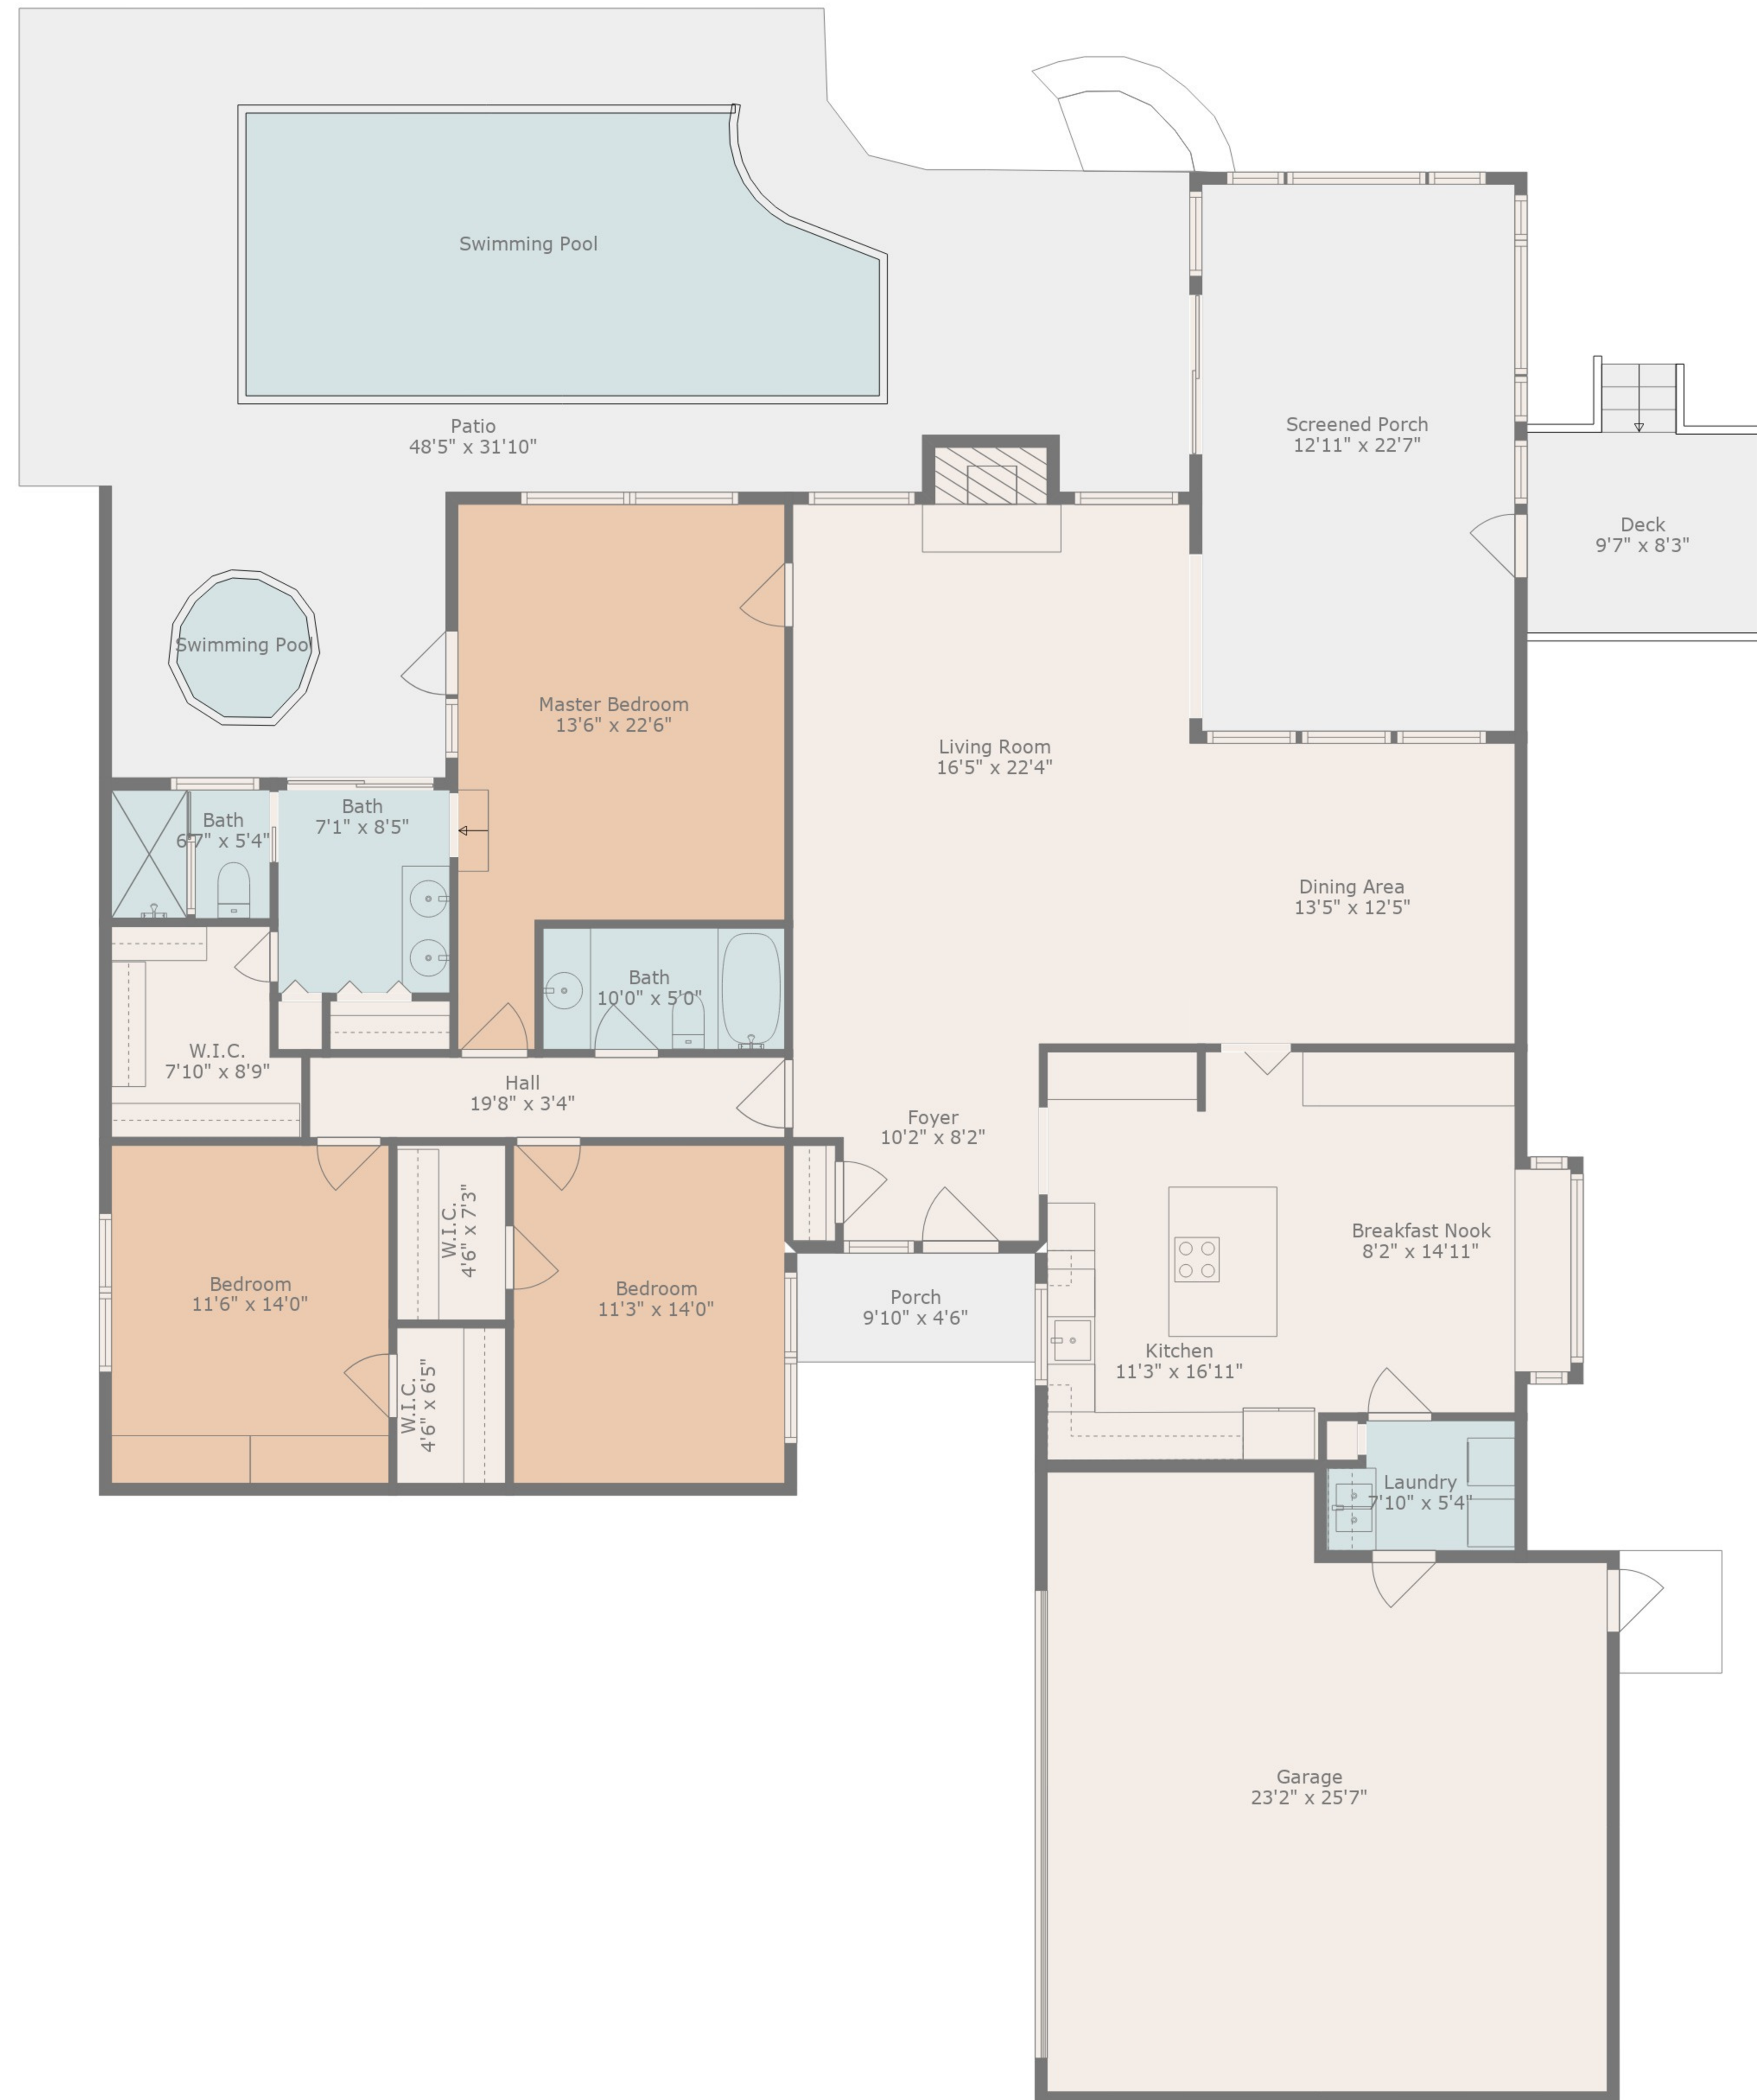 Swimming Pool
Patio
48'5" x 31'10"
Screened Porch
12'11" x 22'7"
Deck
9'7" x 8'3"
Swimming Pool
Master Bedroom
13'6" x 22'6"
Living Room
16'5" x 22'4"
Bath
6'7" x 5'4"
Bath
7'1" x 8'5"
Dining Area
13'5" x 12'5"
Bath
10'0" x 5'0"
W.I.C.
7'10" x 8'9"
Hall
19'8" x 3'4"
Foyer
10'2" x 8'2"
W.I.C.
4'6" x 7'3"
Breakfast Nook
8'2" x 14'11"
Bedroom
11'6" x 14'0"
Bedroom
11'3" x 14'0"
Porch
9'10" x 4'6"
Kitchen
11'3" x 16'11"
W.I.C.
4'6" x 6'5"
Laundry
7'10" x 5'4"
Garage
23'2" x 25'7"